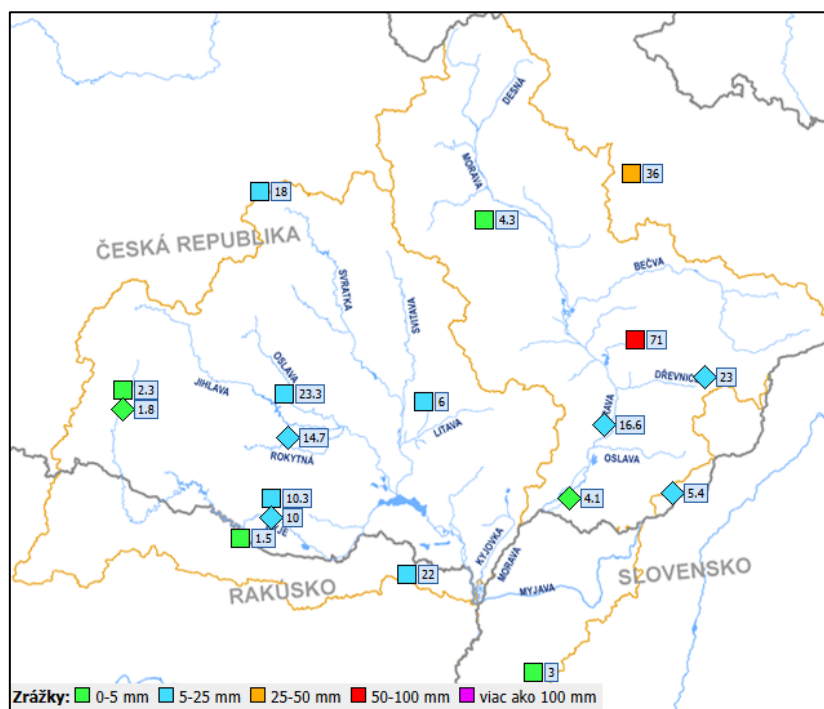 DESNÁ
MORAVA
36
18
4.3
ČESKÁ REPUBLIKA
BEČVA
SVRATKA
SVITAVA
71
OSLAVA
DŘEVNICE
23
2.3
JIHLAVA
23.3
6
1.8
16.6
LITAVA
14.7
ROKYTNÁ
OSLAVA
5.4
10.3
4.1
10
1.5
KYJOVKA
MORAVA
22
SLOVENSKO
RAKÚSKO
MYJAVA
3
Zrážky: 0-5 mm 5-25 mm 25-50 mm 50-100 mm viac ako 100 mm